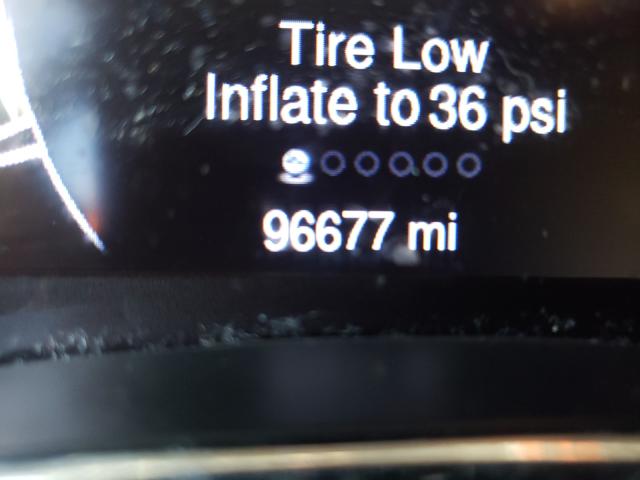 Tire Low
Inflate to 36 psi
96677 mi